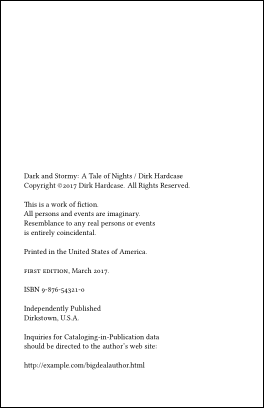 Dark and Stormy: A Tale of Nights / Dirk Hardcase
Copyright ©2017 Dirk Hardcase. All Rights Reserved.
This is a work of fiction.
All persons and events are imaginary.
Resemblance to any real persons or events
is entirely coincidental.
Printed in the United States of America.
FIRST EDITION, March 2017.
ISBN 9-876-54321-0
Independently Published
Dirkstown, U.S.A.
Inquiries for Cataloging-in-Publication data
should be directed to the author's web site:
http://example.com/bigdealauthor.html